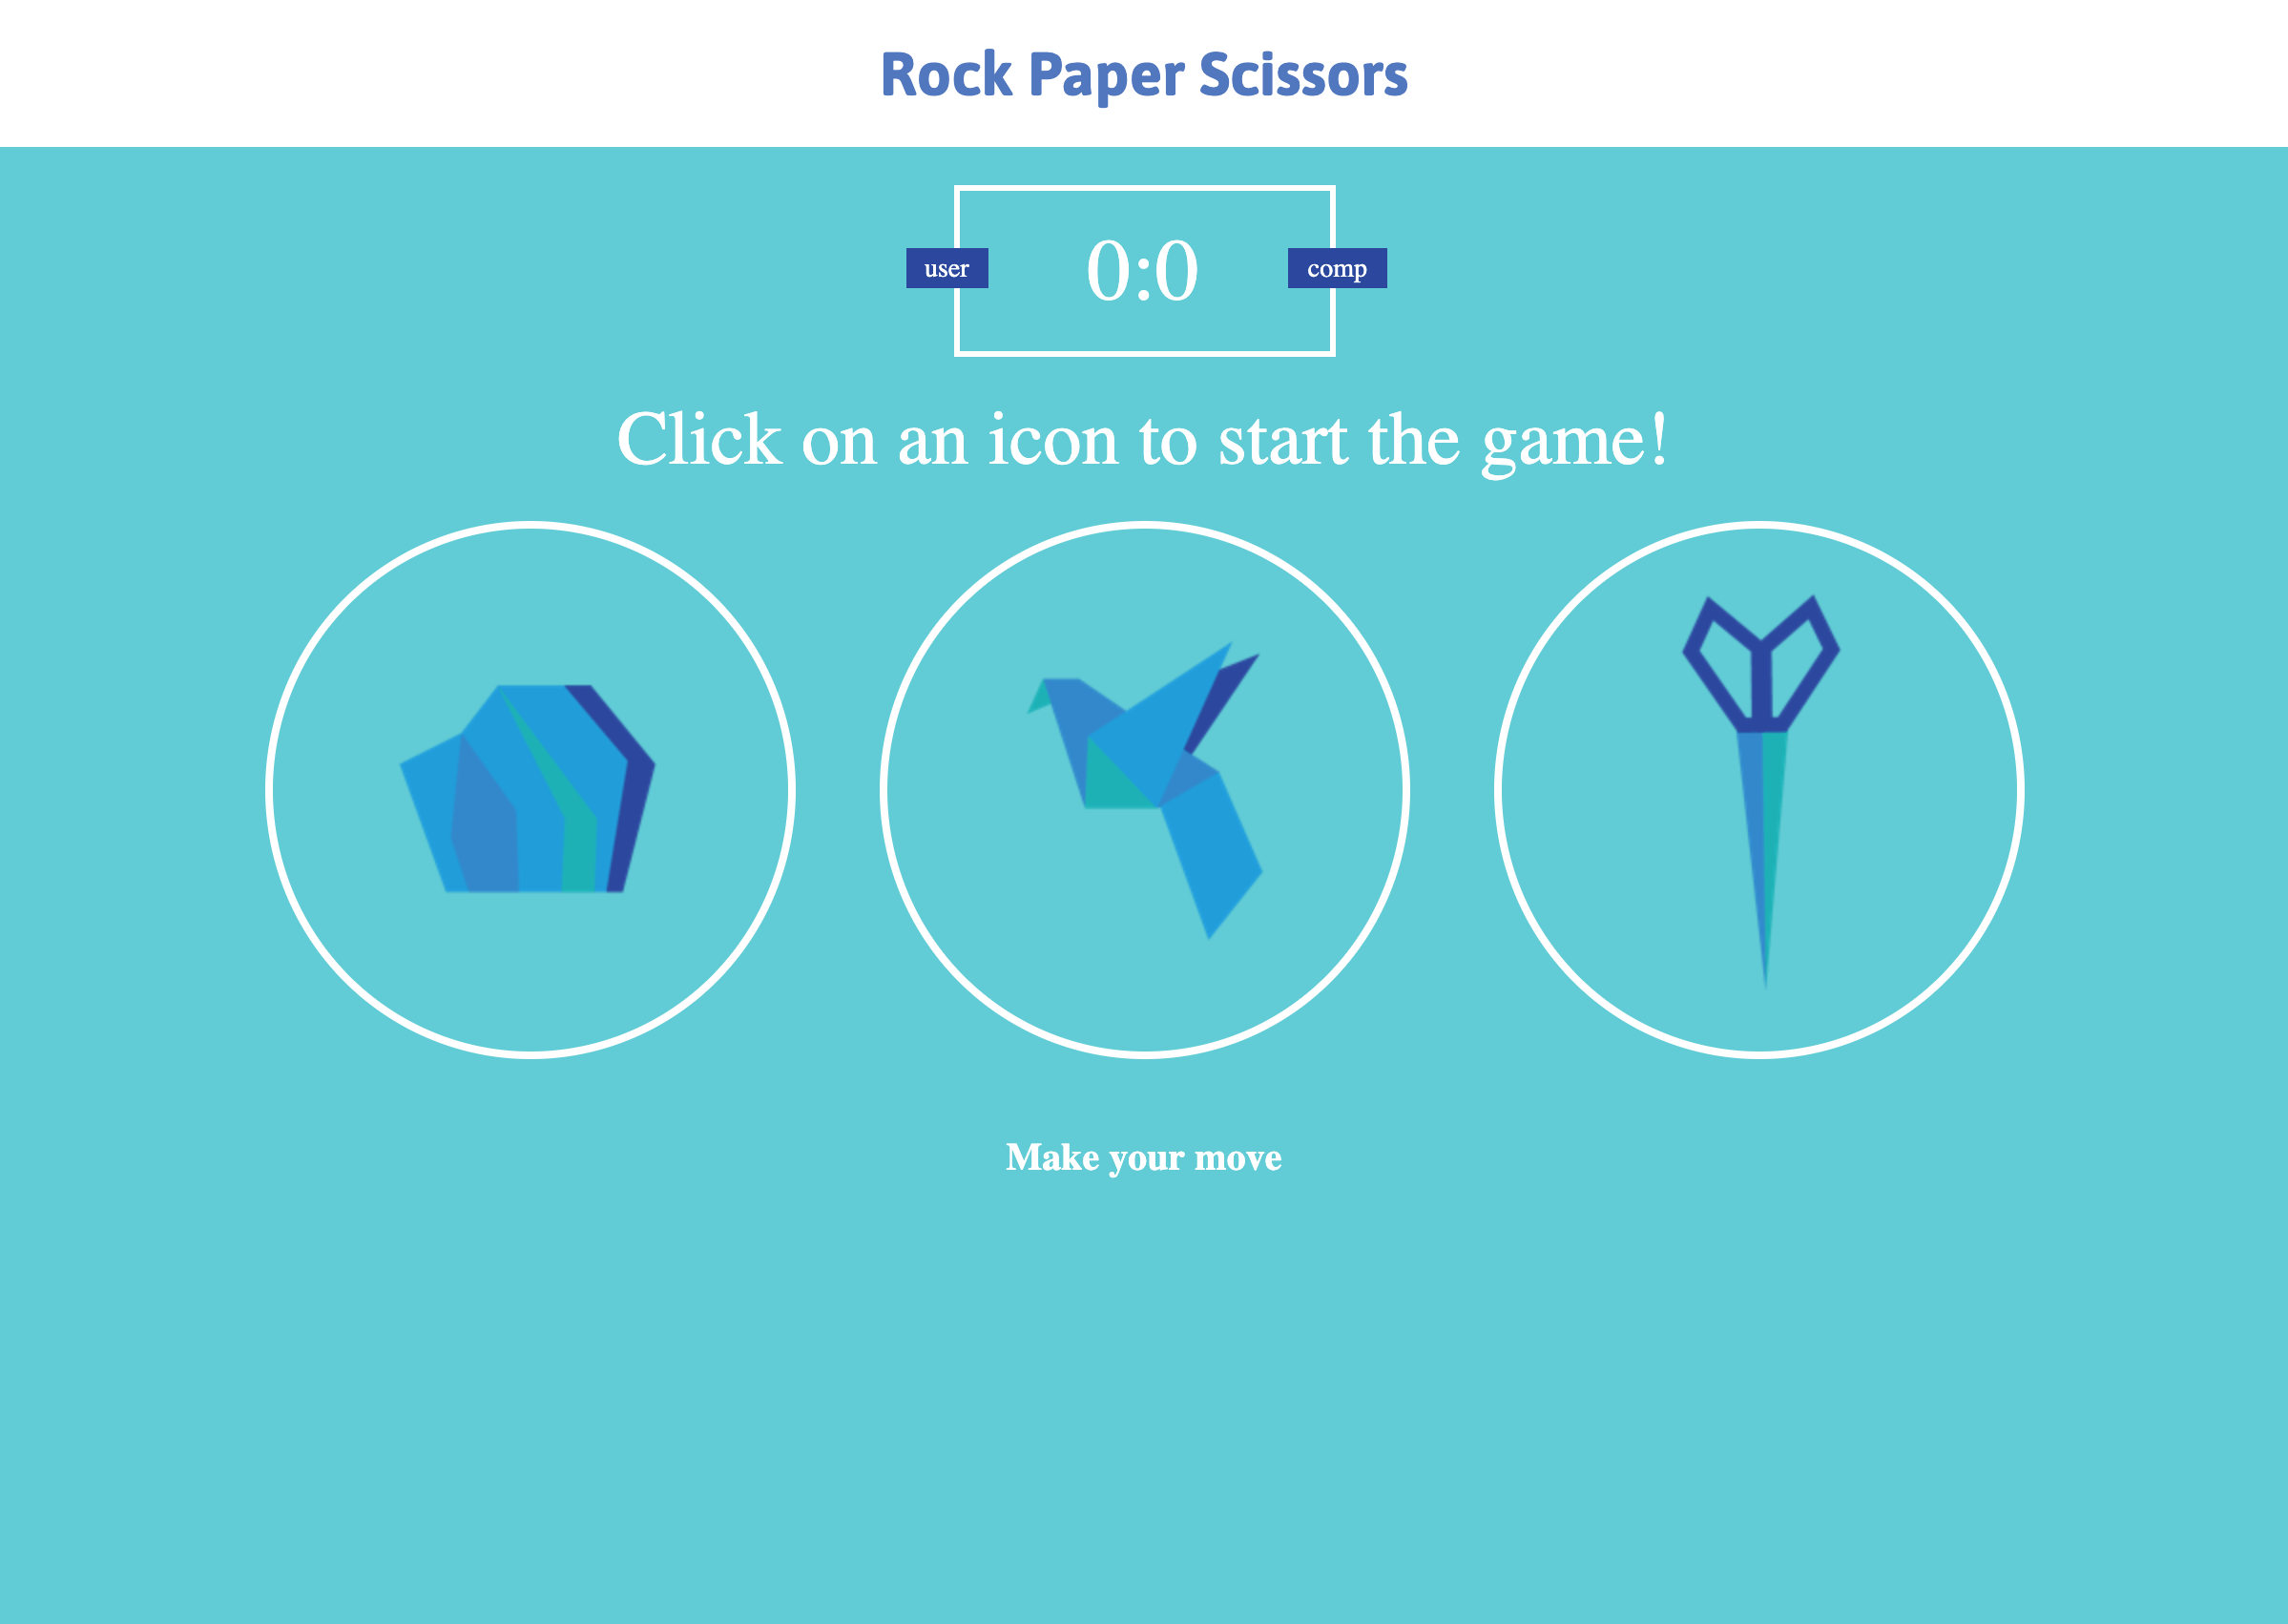 Rock Paper Scissors
user
0:0
comp
Click on an icon to start the game!
Make your move